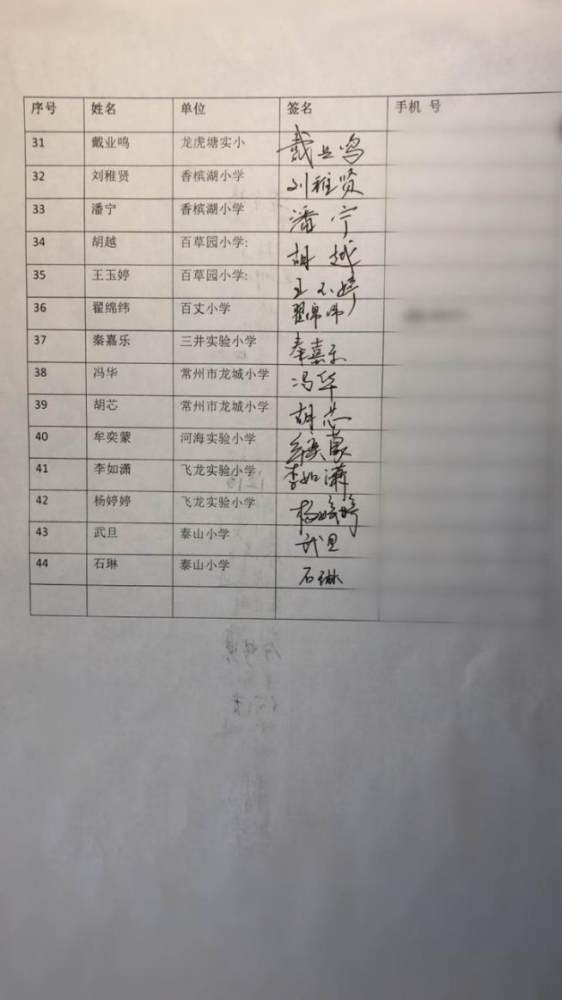 序号 姓名 单位 签名 手机 号
31 戴业鸣 龙虎塘实小 戴业鸣
32 刘稚贤 香槟湖小学 刘稚贤
33 潘宁 香槟湖小学 潘宁
34 胡越 百草园小学: 胡越
35 王玉婷 百草园小学: 王玉婷
36 翟绵纬 百丈小学 翟绵纬
37 秦嘉乐 三井实验小学 秦嘉乐
38 冯华 常州市龙城小学 冯华
39 胡芯 常州市龙城小学 胡芯
40 牟奕蒙 河海实验小学 牟奕蒙
41 李如潇 飞龙实验小学 李如潇
42 杨婷婷 飞龙实验小学 杨婷婷
43 武旦 泰山小学 武旦
44 石琳 泰山小学 石琳